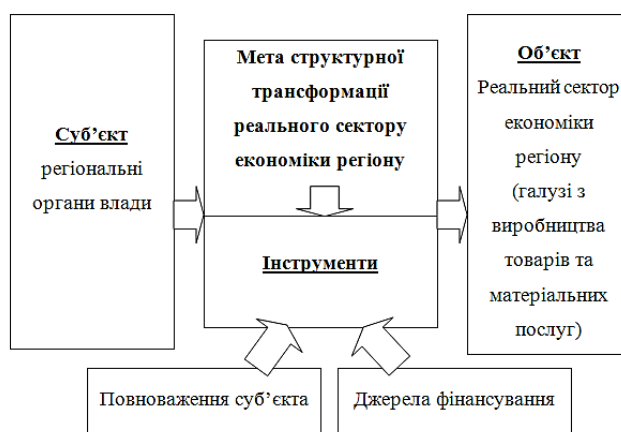 Суб’єкт
регіональні
органи влади
Мета структурної
трансформації
реального сектору
економіки регіону
Інструменти
Об’єкт
Реальний сектор
економіки
регіону
(галузі з
виробництва
товарів та
матеріальних
послуг)
Повноваження суб’єкта
Джерела фінансування